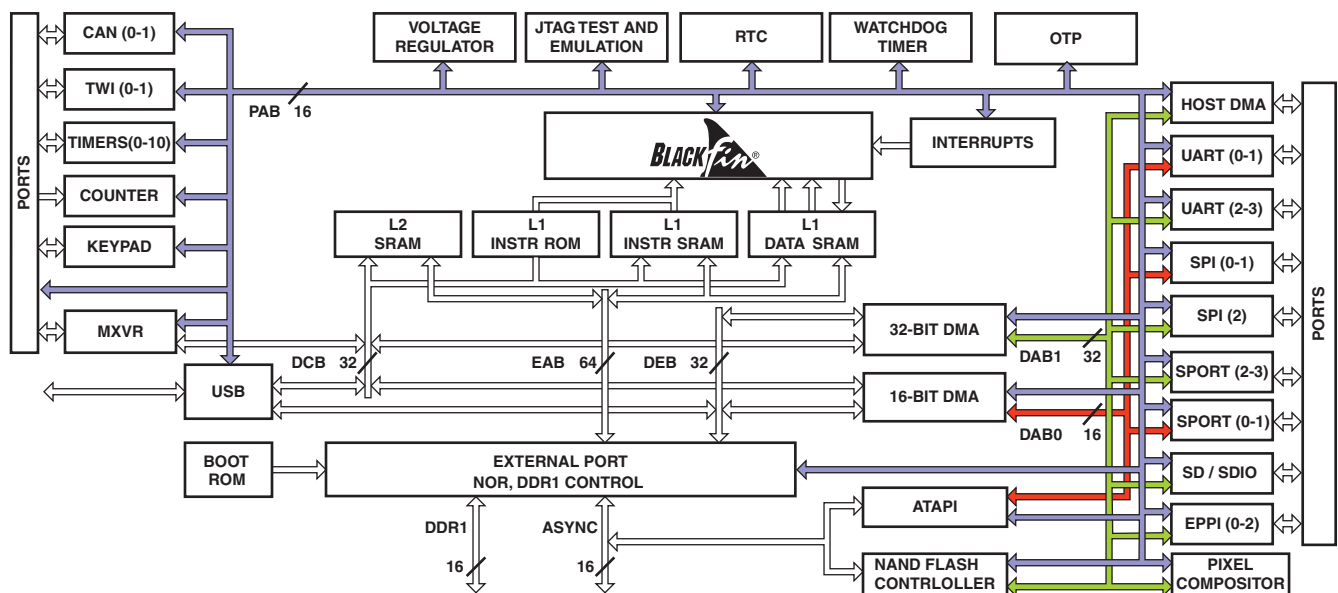 CAN (0-1)
VOLTAGE
REGULATOR
JTAG TEST AND
EMULATION
RTC
WATCHDOG
TIMER
OTP
PORTS
TWI (0-1)
PAB
16
HOST DMA
TIMERS(0-10)
BLACKfin®
INTERRUPTS
UART (0-1)
COUNTER
UART (2-3)
KEYPAD
L2
SRAM
L1
INSTR ROM
L1
INSTR SRAM
L1
DATA SRAM
SPI (0-1)
PORTS
MXVR
32-BIT DMA
SPI (2)
DCB 32
EAB 64
DEB 32
DAB1 32
USB
16-BIT DMA
SPORT (2-3)
SPORT (0-1)
DAB0 16
BOOT
ROM
EXTERNAL PORT
NOR, DDR1 CONTROL
SD / SDIO
DDR1
16
ASYNC
16
ATAPI
EPPI (0-2)
NAND FLASH
CONTRLOLLER
PIXEL
COMPOSITOR